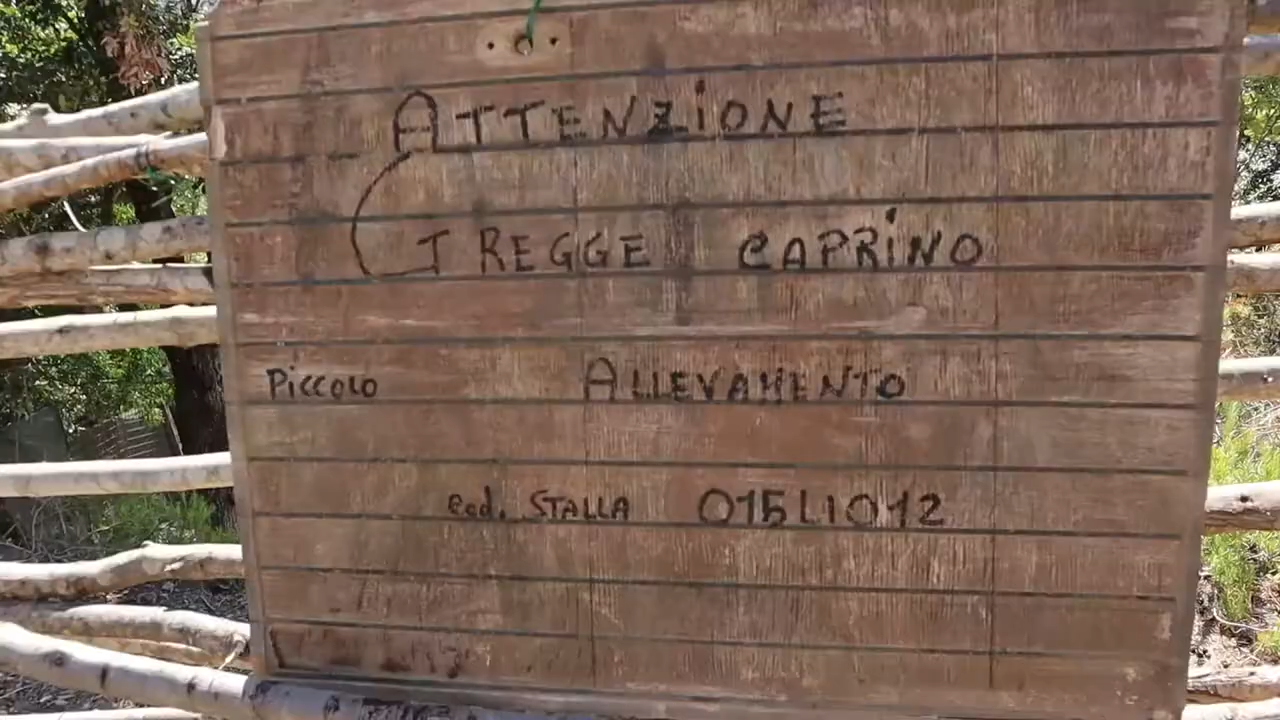 ATTENZiONE
GREGGE CAPRiNO
Piccolo ALLEVAMENTO
cod. STALLA 015LI012